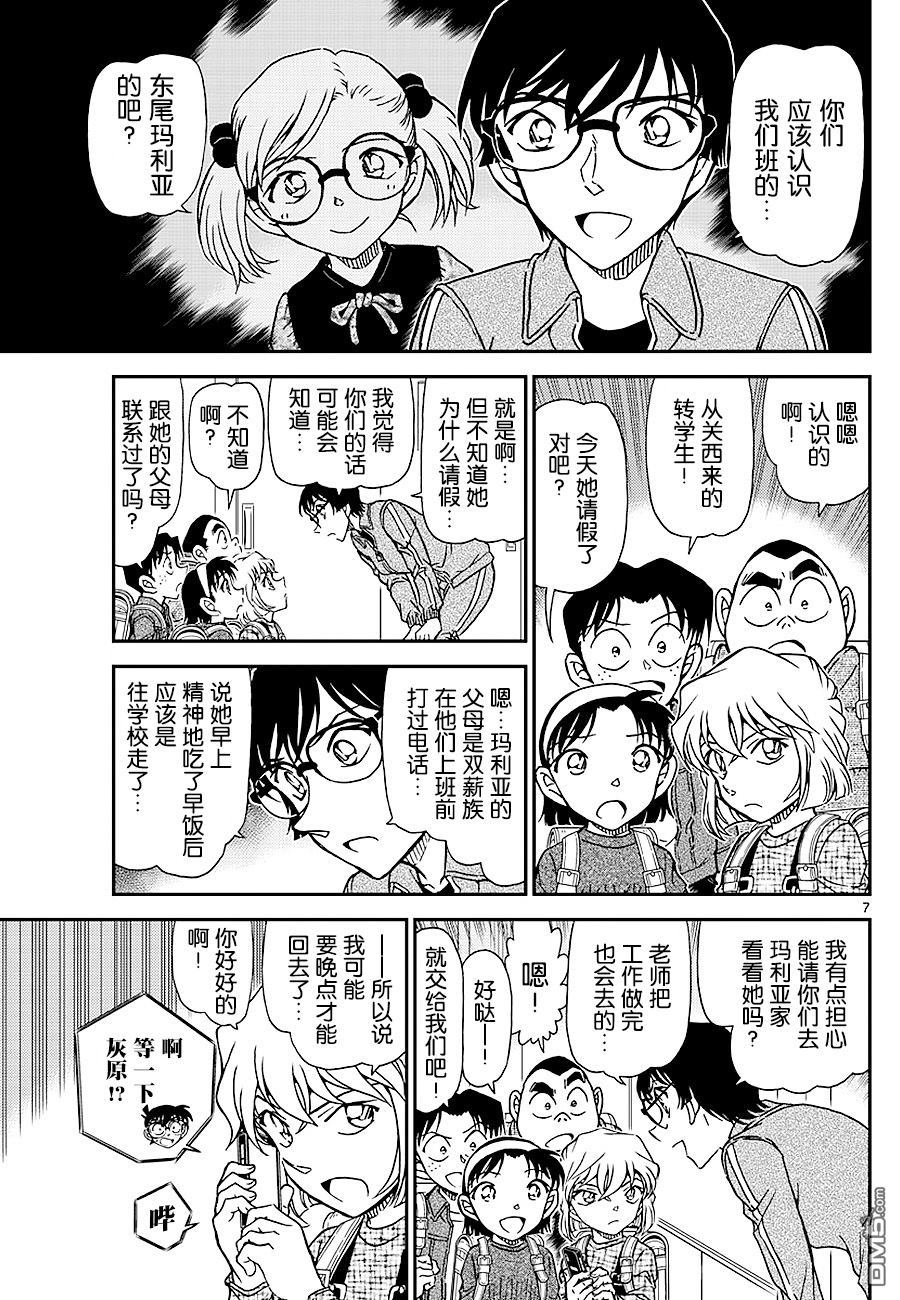 你们
应该认识
我们班的…
东尾玛利亚
的吧？
嗯嗯
认识的
啊！
从关西来的
转学生！
今天她请假了
对吧？
就是啊…
但不知道她
为什么请假…
我觉得
你们的话
可能会
知道…
不知道
啊？
跟她的父母
联系过了吗？
嗯…玛利亚的
父母是双薪族
在他们上班前
打过电话…
说她早上
精神地吃了早饭后
应该是
往学校走了…
7
我有点担心
能请你们去
玛利亚家
看看她吗？
老师把
工作做完
也会去的
嗯！
好哒——！
就交给我们吧！
——所以说
我可能
要晚点才能
回去了…
你好好的
啊！
啊
等一下
灰原!?
哔
DM5.com